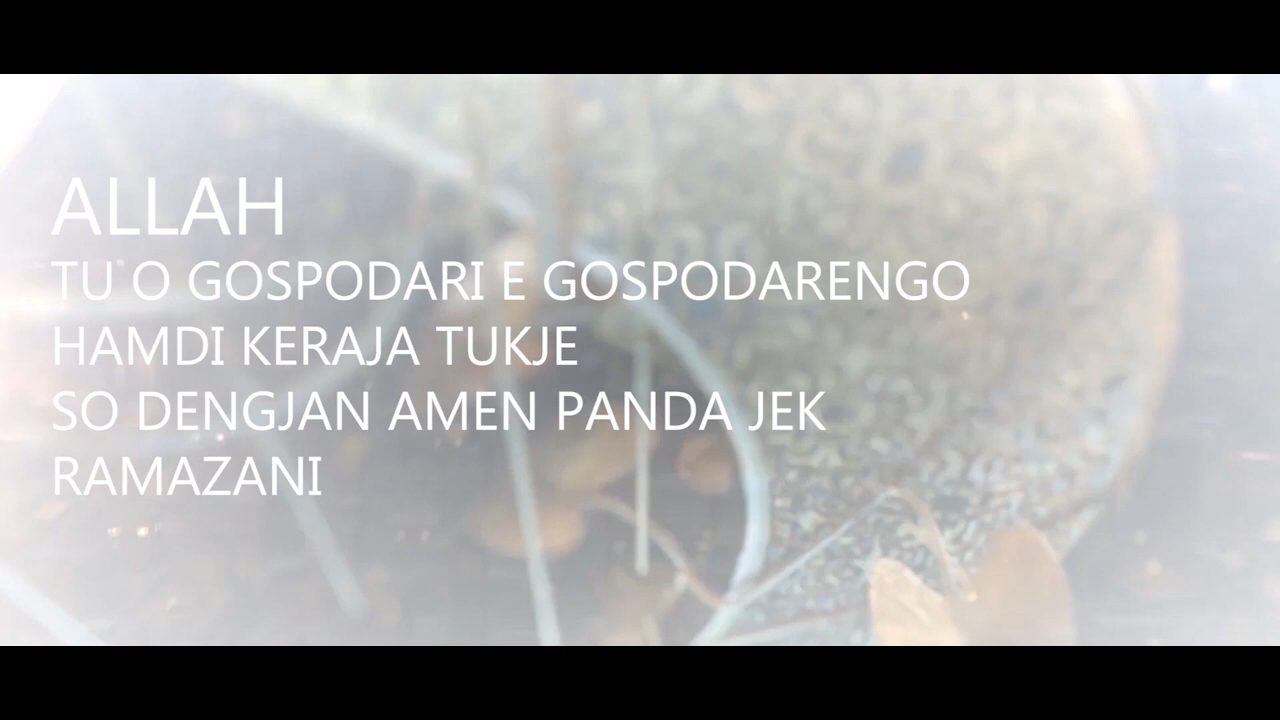 ALLAH
TU O GOSPODARI E GOSPODARENGO
HAMDI KERAJA TUKJE
SO DENGJAN AMEN PANDA JEK
RAMAZANI